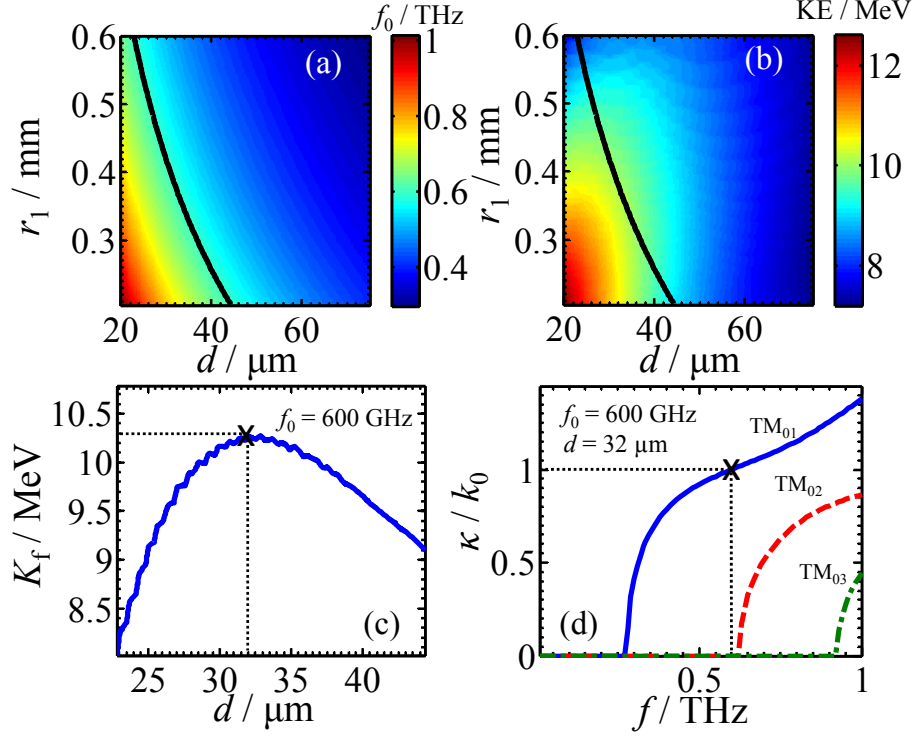 f₀ / THz
KE / MeV
0.6
0.5
0.4
0.3
r₁ / mm
(a)
20 40 60
d / μm
1
0.8
0.6
0.4
0.6
0.5
0.4
0.3
r₁ / mm
(b)
20 40 60
d / μm
12
10
8
10.5
10
9.5
9
8.5
K_f / MeV
f₀ = 600 GHz
X
(c)
25 30 35 40
d / μm
1
0.5
0
κ / k₀
f₀ = 600 GHz
d = 32 μm
TM₀₁
X
TM₀₂
TM₀₃
(d)
0.5 1
f / THz